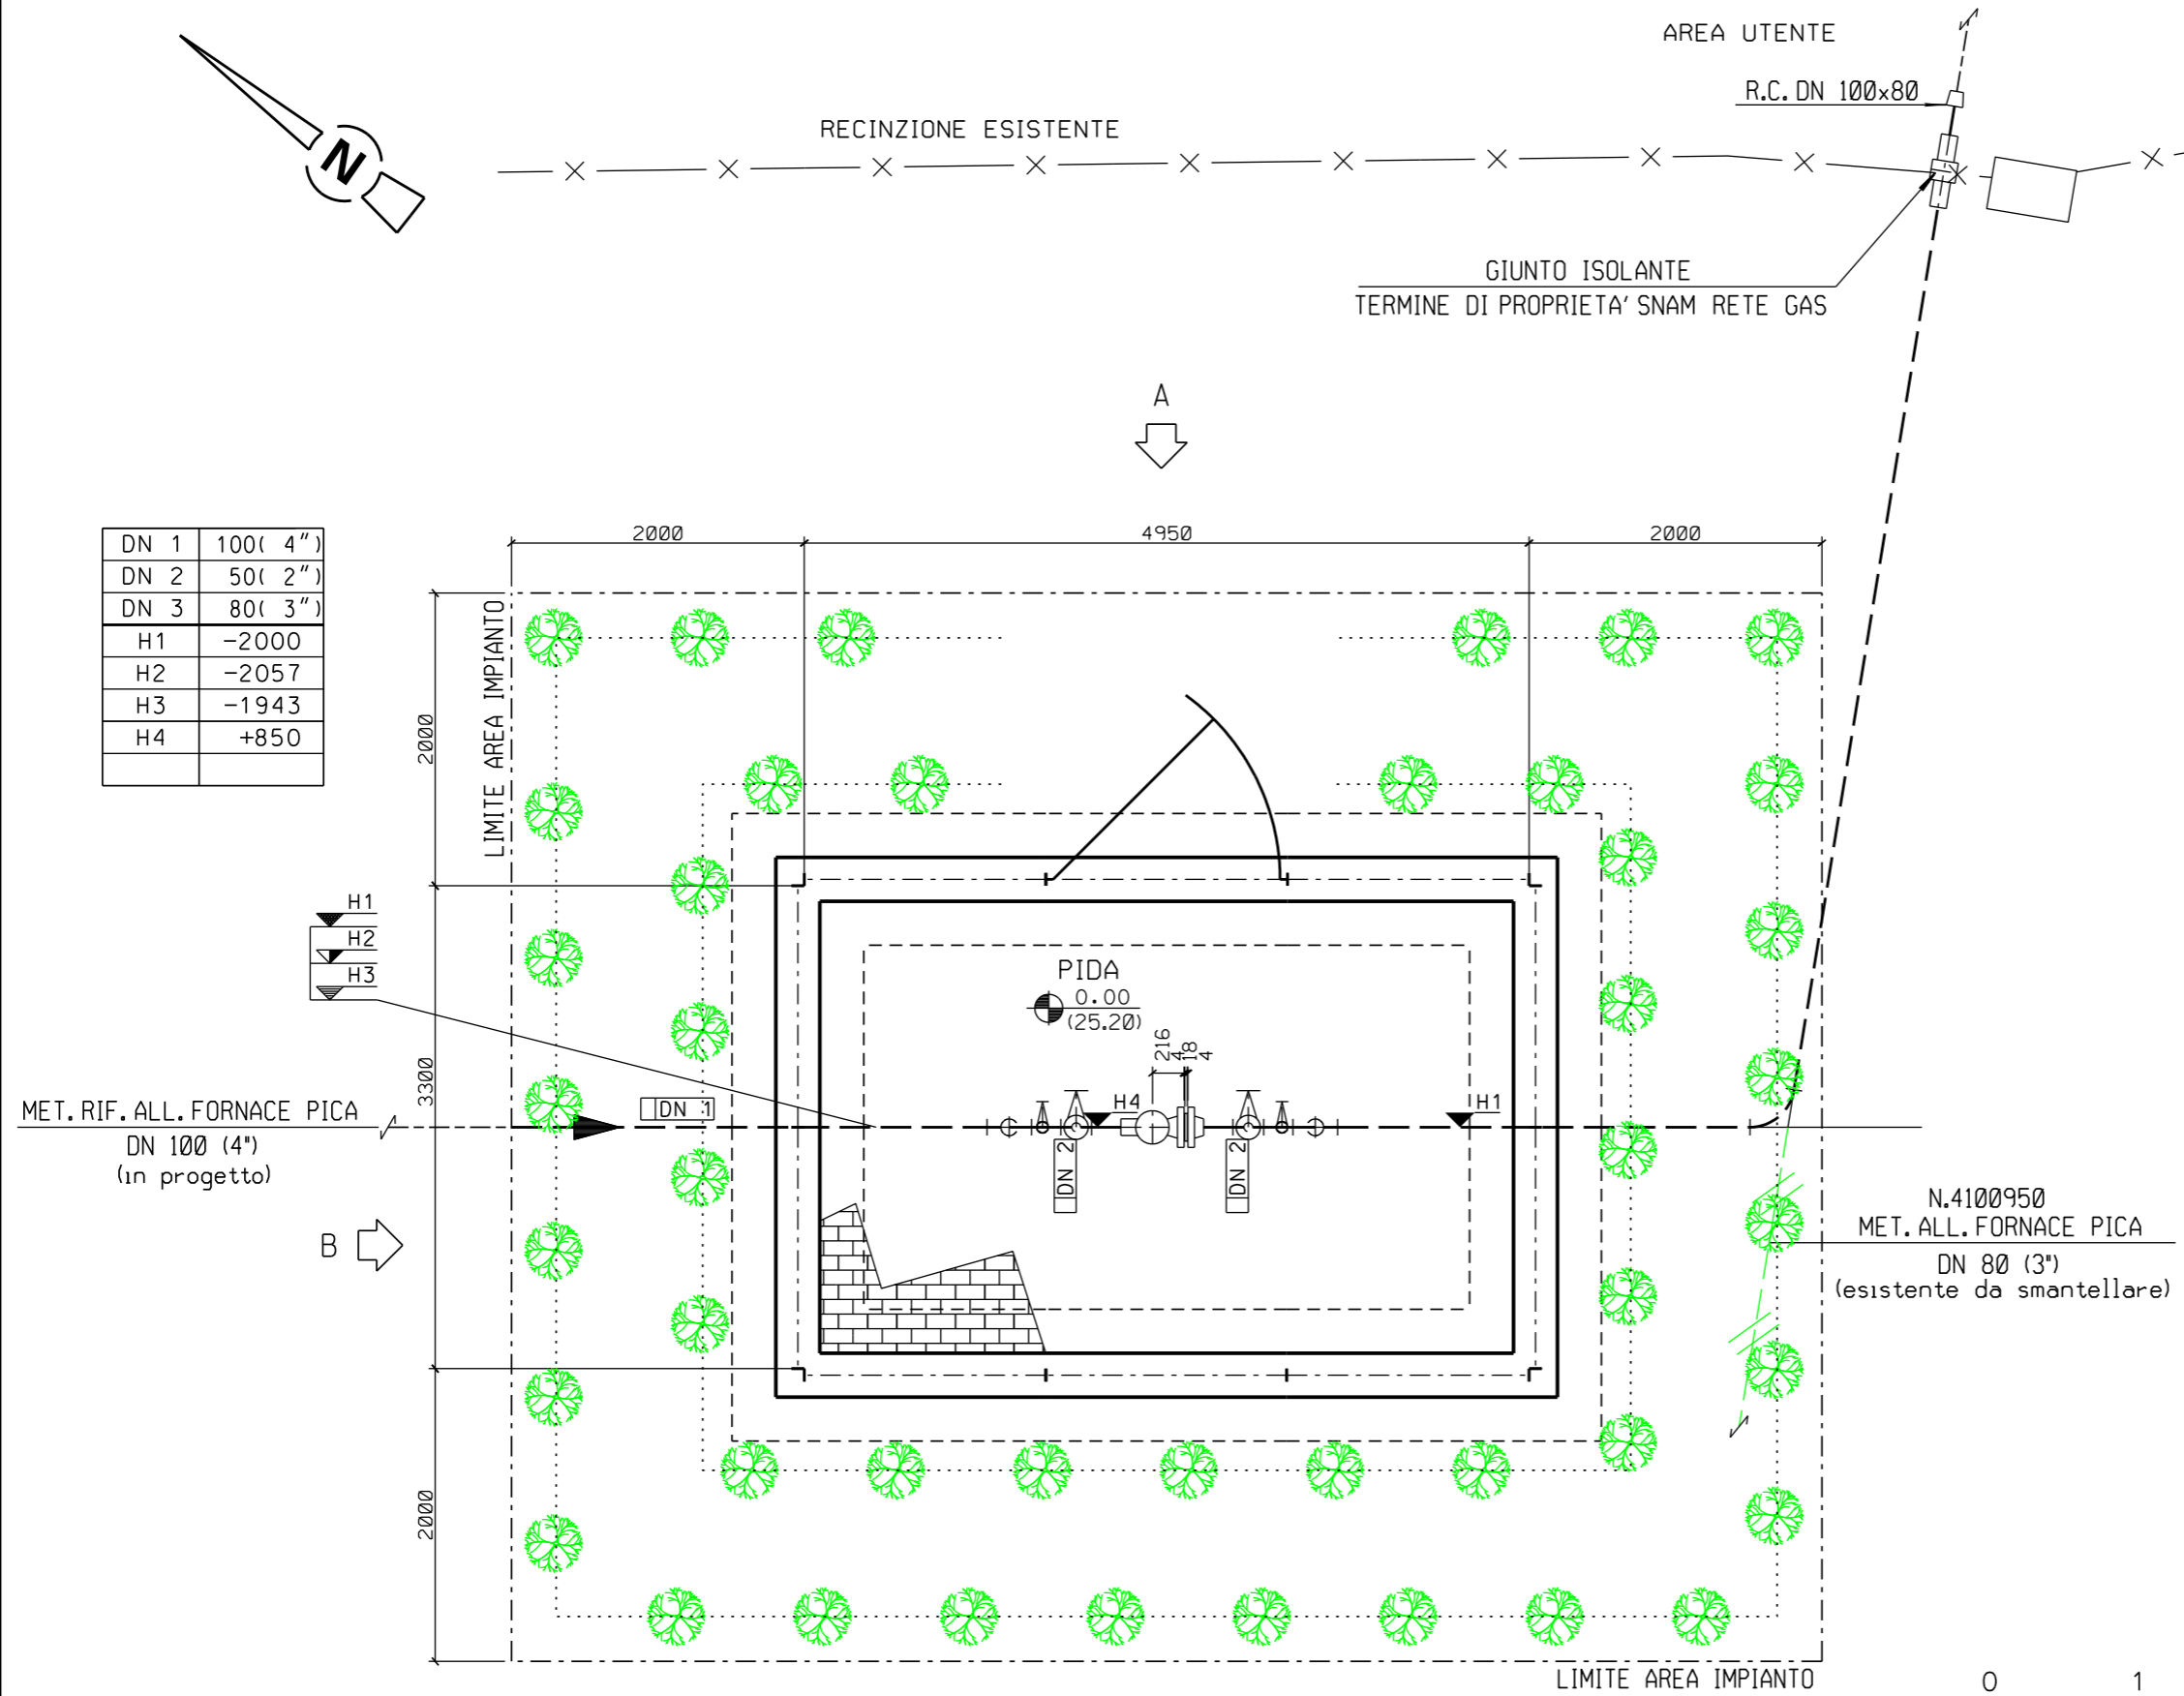 AREA UTENTE
R.C. DN 100x80
RECINZIONE ESISTENTE
N
GIUNTO ISOLANTE
TERMINE DI PROPRIETA' SNAM RETE GAS
A
2000
4950
2000
DN 1 100( 4")
DN 2 50( 2")
DN 3 80( 3")
H1 -2000
H2 -2057
H3 -1943
H4 +850
LIMITE AREA IMPIANTO
2000
3300
2000
H1
H2
H3
PIDA
0.00
(25.20)
216
4
18
4
MET. RIF. ALL. FORNACE PICA
DN 100 (4")
(in progetto)
DN 1
H4
H1
DN 2
DN 2
B
N.4100950
MET. ALL. FORNACE PICA
DN 80 (3")
(esistente da smantellare)
LIMITE AREA IMPIANTO
0 1